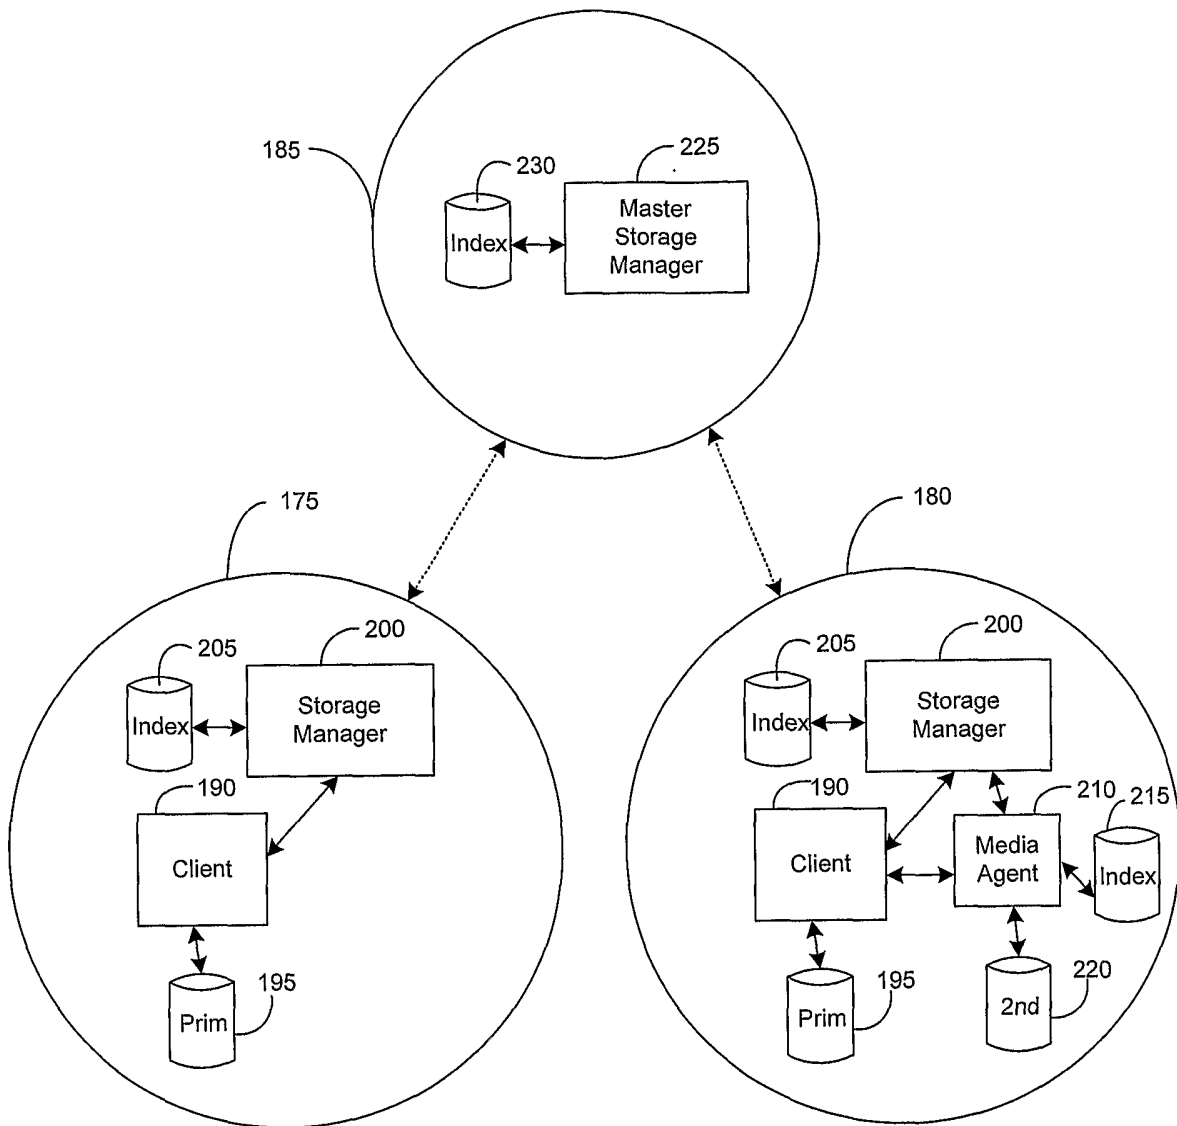 185
230
225
Index
Master
Storage
Manager
175
180
205
200
Index
Storage
Manager
190
Client
Prim
195
205
200
Index
Storage
Manager
190
210
215
Client
Media
Agent
Index
Prim
195
2nd
220